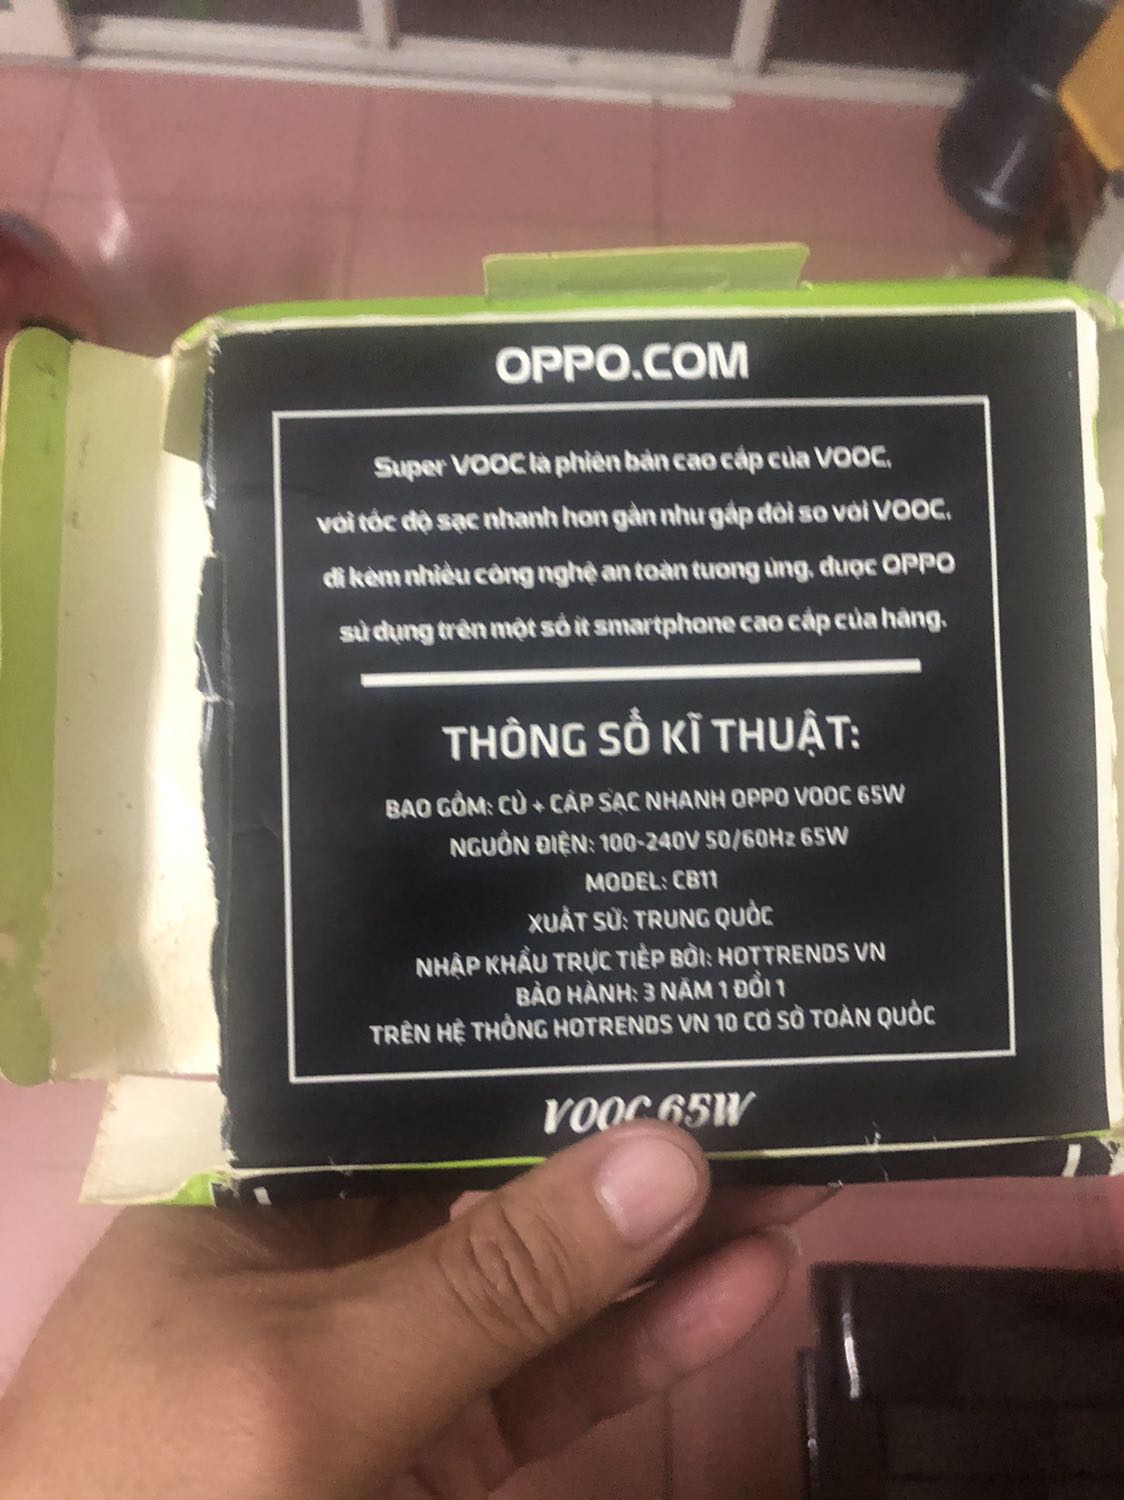 OPPO.COM
Super VOOC là phiên bản cao cấp của VOOC,
với tốc độ sạc nhanh hơn gần như gấp đôi so với VOOC,
đi kèm nhiều công nghệ an toàn tương ứng, được OPPO
sử dụng trên một số ít smartphone cao cấp của hãng.
THÔNG SỐ KĨ THUẬT:
BAO GỒM: CỦ + CÁP SẠC NHANH OPPO VOOC 65W
NGUỒN ĐIỆN: 100-240V 50/60Hz 65W
MODEL: CB11
XUẤT SỨ: TRUNG QUỐC
NHẬP KHẨU TRỰC TIẾP BỞI: HOTTRENDS VN
BẢO HÀNH: 3 NĂM 1 ĐỔI 1
TRÊN HỆ THỐNG HOTRENDS VN 10 CƠ SỞ TOÀN QUỐC
VOOC 65W